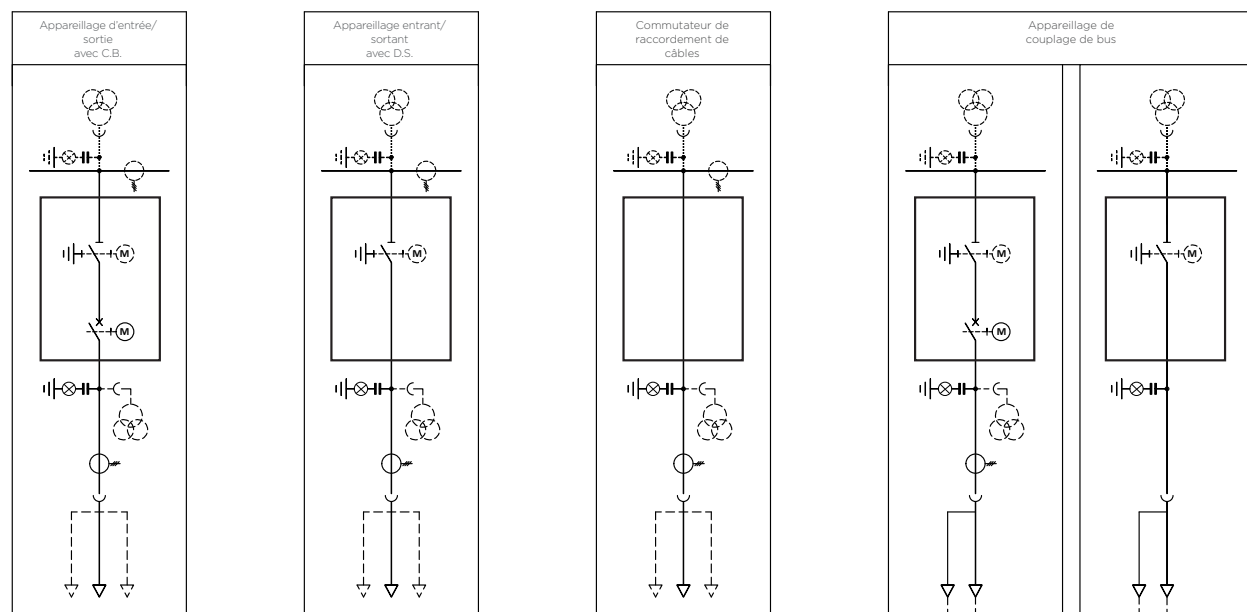 Appareillage d'entrée/
sortie
avec C.B.
Appareillage entrant/
sortant
avec D.S.
Commutateur de
raccordement de
câbles
Appareillage de
couplage de bus
M
M
M
M
M
M